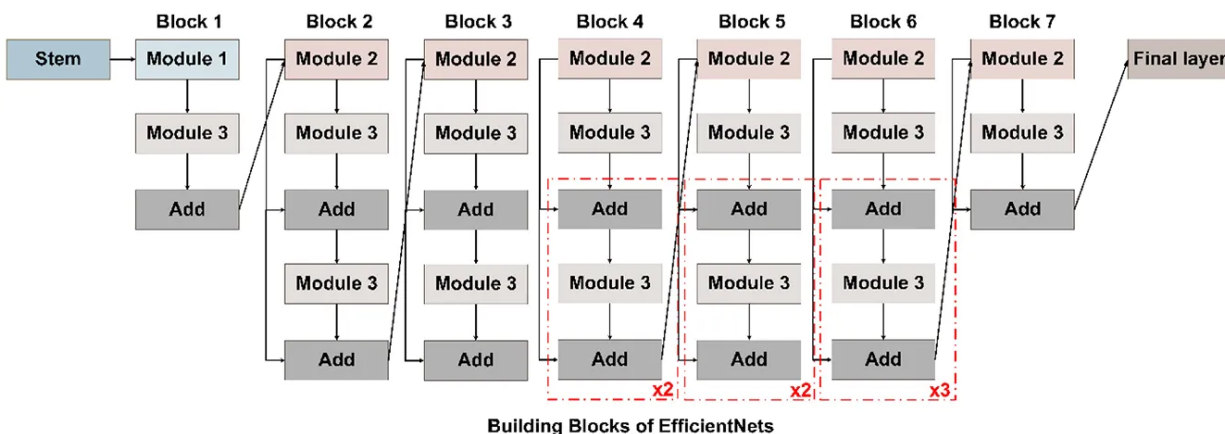 Block 1
Block 2
Block 3
Block 4
Block 5
Block 6
Block 7
Stem
Module 1
Module 2
Module 2
Module 2
Module 2
Module 2
Module 2
Final layer
Module 3
Module 3
Module 3
Module 3
Module 3
Module 3
Module 3
Add
Add
Add
Add
Add
Add
Add
Module 3
Module 3
Module 3
Module 3
Module 3
Add
Add
Add
Add
Add
x2
x2
x3
Building Blocks of EfficientNets